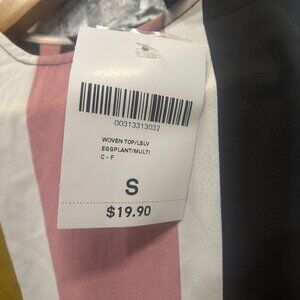 00313313032
WOVEN TOP/LSLV
EGGPLANT/MULTI
C - F
S
$19.90